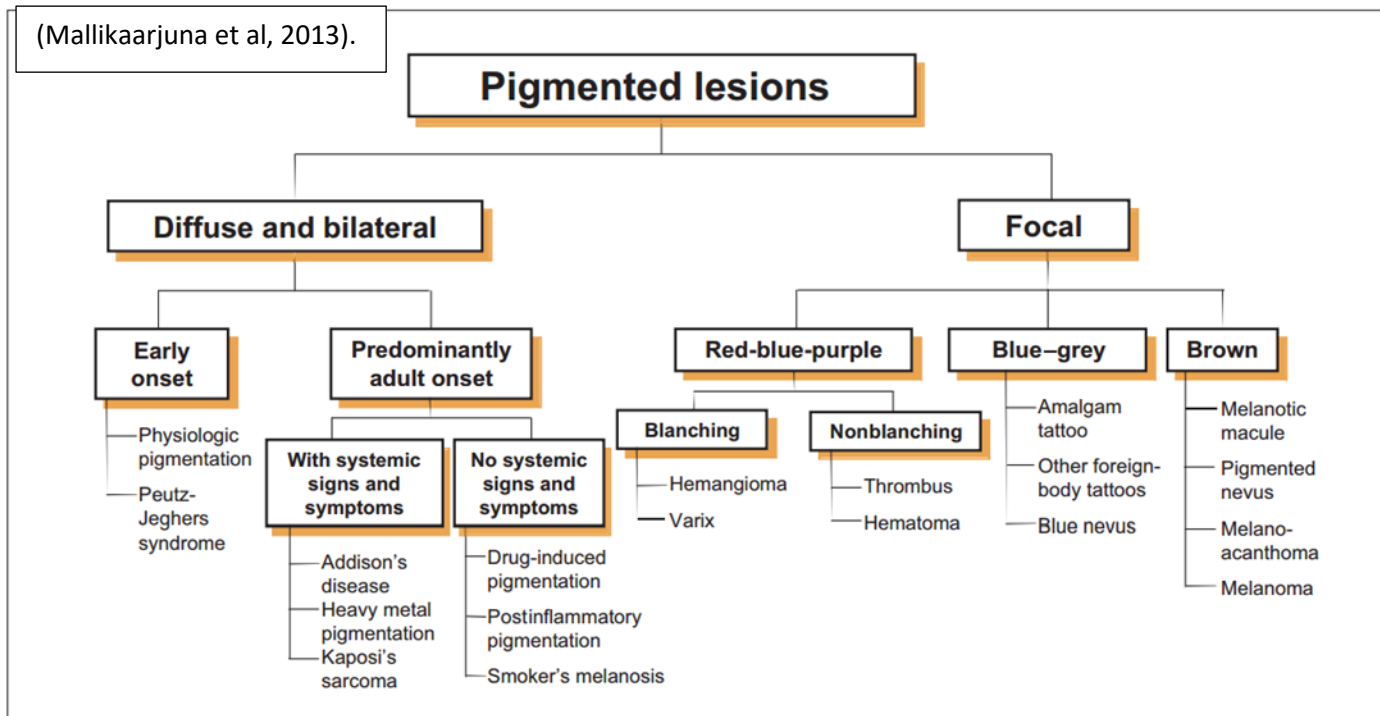 (Mallikaarjuna et al, 2013).
Pigmented lesions
Diffuse and bilateral
Focal
Early
onset
Predominantly
adult onset
Red-blue-purple
Blue–grey
Brown
Physiologic
pigmentation
Peutz-
Jeghers
syndrome
With systemic
signs and
symptoms
No systemic
signs and
symptoms
Addison's
disease
Heavy metal
pigmentation
Kaposi's
sarcoma
Drug-induced
pigmentation
Postinflammatory
pigmentation
Smoker's melanosis
Blanching
Nonblanching
Hemangioma
Varix
Thrombus
Hematoma
Amalgam
tattoo
Other foreign-
body tattoos
Blue nevus
Melanotic
macule
Pigmented
nevus
Melano-
acanthoma
Melanoma